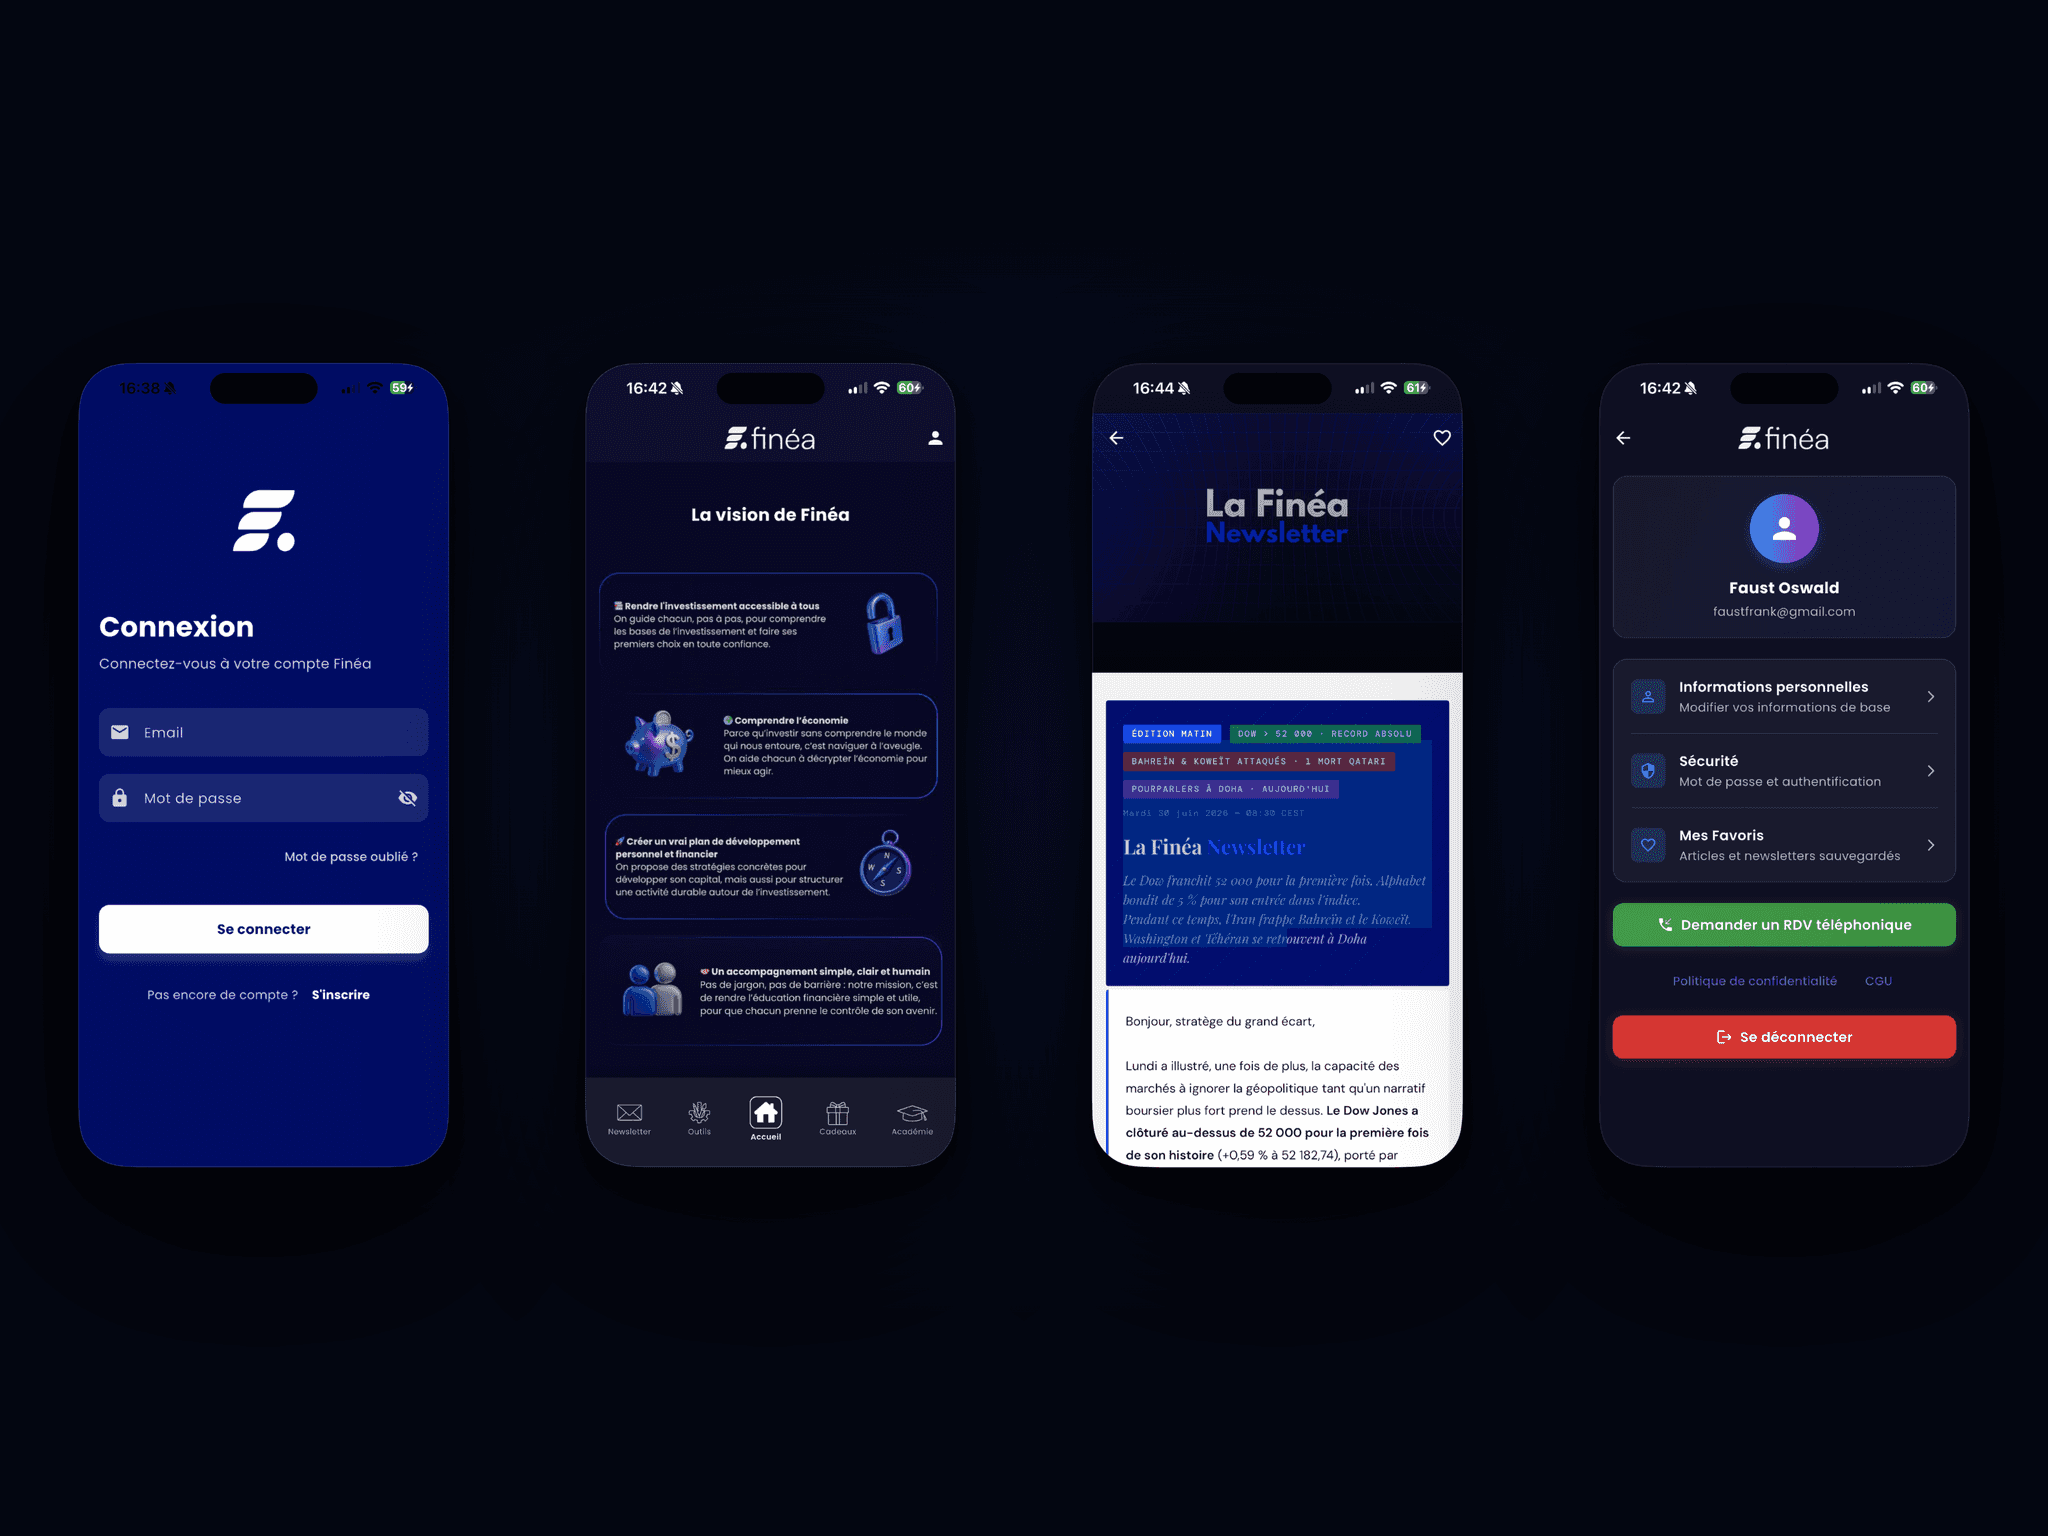 16:38
59
Connexion
Connectez-vous à votre compte Finéa
Email
Mot de passe
Mot de passe oublié ?
Se connecter
Pas encore de compte ? S'inscrire
16:42
60
finéa
La vision de Finéa
Rendre l'investissement accessible à tous
On guide chacun, pas à pas, pour comprendre
les bases de l'investissement et faire ses
premiers choix en toute confiance.
Comprendre l'économie
Parce qu'investir sans comprendre le monde
qui nous entoure, c'est naviguer à l'aveugle.
On aide chacun à décrypter l'économie pour
mieux agir.
Créer un vrai plan de développement
personnel et financier
On propose des stratégies concrètes pour
développer son capital, mais aussi pour structurer
une activité durable autour de l'investissement.
N
W S
S
Un accompagnement simple, clair et humain
Pas de jargon, pas de barrière : notre mission, c'est
de rendre l'éducation financière simple et utile,
pour que chacun prenne le contrôle de son avenir.
Newsletter Outils Accueil Cadeaux Académie
16:44
61
La Finéa
Newsletter
ÉDITION MATIN DOW > 52 000 · RECORD ABSOLU
BAHREÏN & KOWEÏT ATTAQUÉS · 1 MORT QATARI
POURPARLERS À DOHA · AUJOURD'HUI
Mardi 30 juin 2026 — 08:30 CEST
La Finéa Newsletter
Le Dow franchit 52 000 pour la première fois. Alphabet
bondit de 5 % pour son entrée dans l'indice.
Pendant ce temps, l'Iran frappe Bahreïn et le Koweït.
Washington et Téhéran se retrouvent à Doha
aujourd'hui.
Bonjour, stratège du grand écart,
Lundi a illustré, une fois de plus, la capacité des
marchés à ignorer la géopolitique tant qu'un narratif
boursier plus fort prend le dessus. Le Dow Jones a
clôturé au-dessus de 52 000 pour la première fois
de son histoire (+0,59 % à 52 182,74), porté par
16:42
60
finéa
Faust Oswald
faustfrank@gmail.com
Informations personnelles
Modifier vos informations de base
Sécurité
Mot de passe et authentification
Mes Favoris
Articles et newsletters sauvegardés
Demander un RDV téléphonique
Politique de confidentialité CGU
Se déconnecter